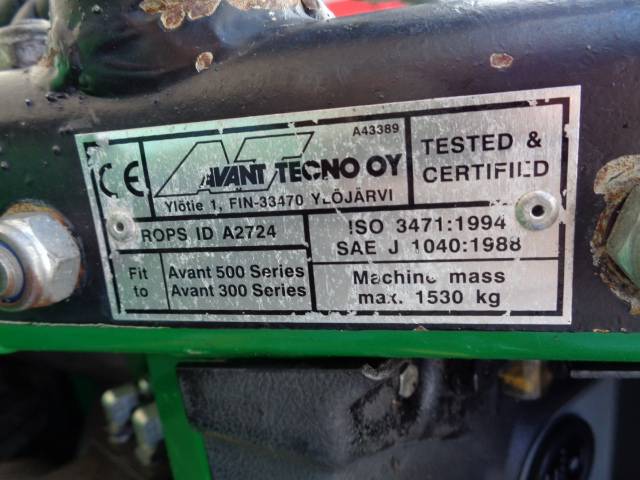 A43389
CE
AVANT TECNO OY
Ylötie 1, FIN-33470 YLÖJÄRVI
TESTED &
CERTIFIED
ROPS ID A2724
ISO 3471:1994
SAE J 1040:1988
Fit to
Avant 500 Series
Avant 300 Series
Machine mass
max. 1530 kg